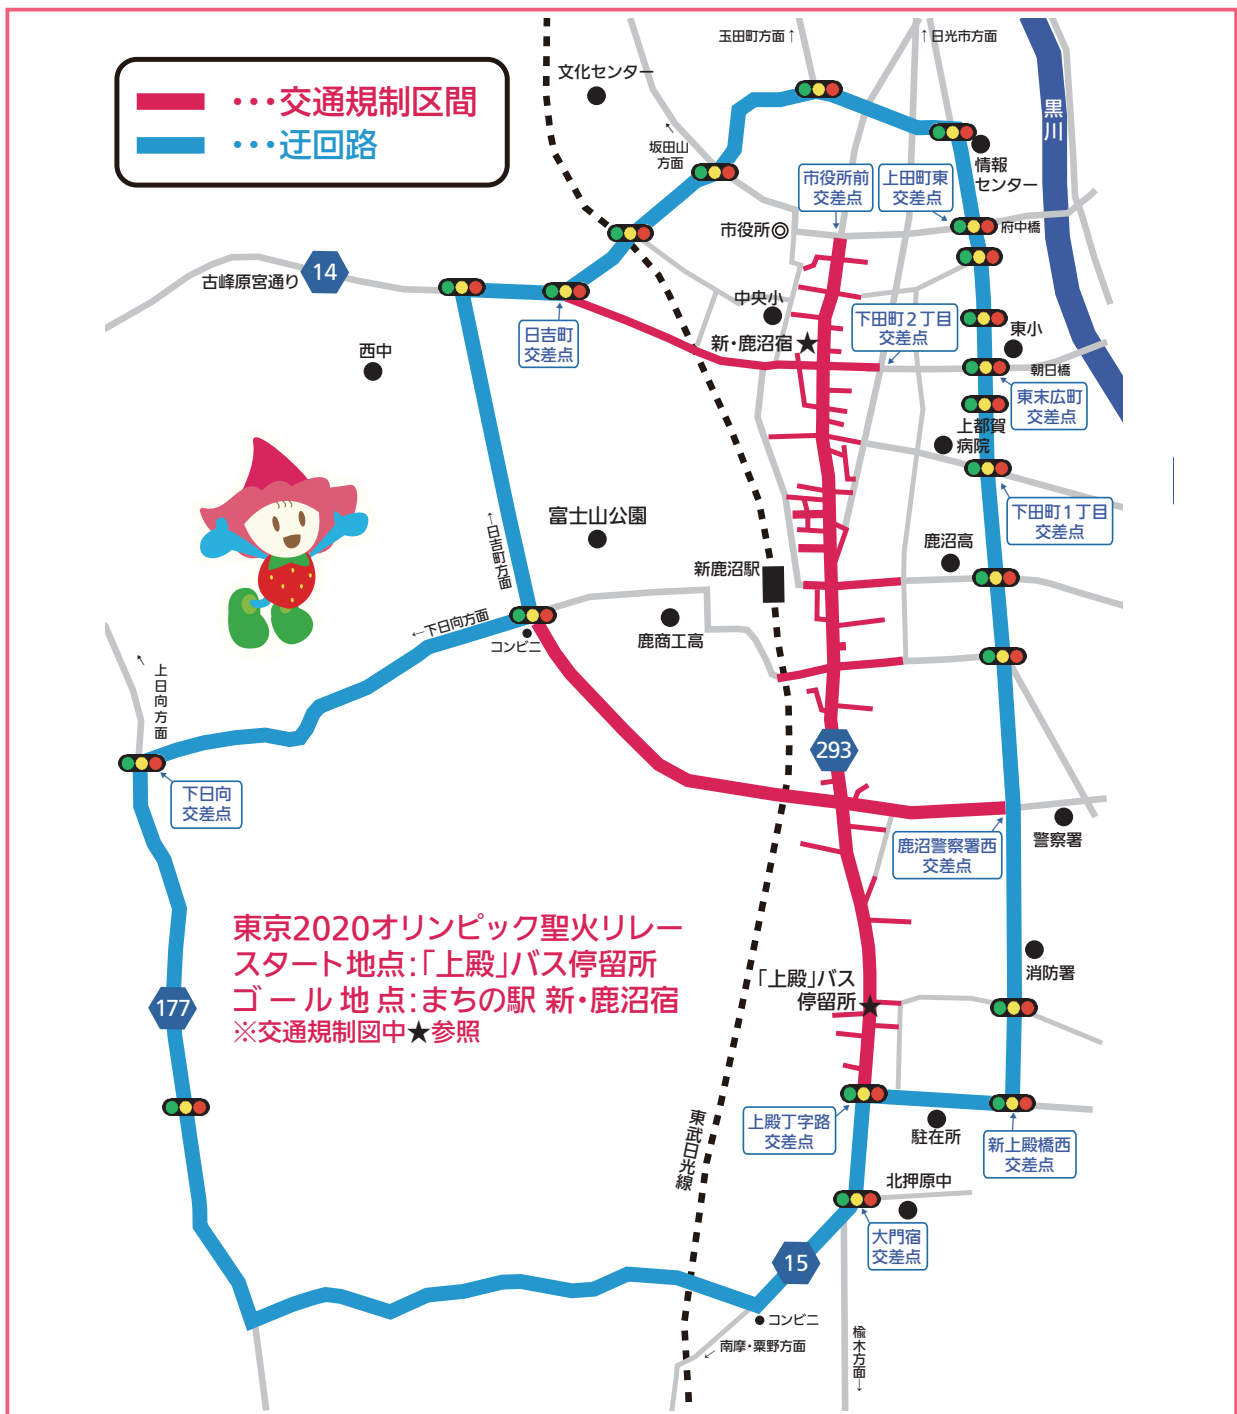 ･･･交通規制区間
･･･迂回路
玉田町方面↑
↑日光市方面
文化センター
黒川
坂田山
方面
情報
センター
市役所前
交差点
上田町東
交差点
市役所◎
府中橋
古峰原宮通り
14
中央小
日吉町
交差点
下田町2丁目
交差点
東小
新・鹿沼宿★
西中
朝日橋
東末広町
交差点
上都賀
病院
下田町1丁目
交差点
富士山公園
←日吉町方面
鹿沼高
新鹿沼駅
←下日向方面
コンビニ
鹿商工高
←上日向方面
293
下日向
交差点
鹿沼警察署西
交差点
警察署
東京2020オリンピック聖火リレー
スタート地点：「上殿」バス停留所
ゴール地点：まちの駅 新・鹿沼宿
※交通規制図中★参照
消防署
「上殿」バス
停留所★
177
東武日光線
上殿丁字路
交差点
駐在所
新上殿橋西
交差点
北押原中
大門宿
交差点
15
コンビニ
南摩・粟野方面
楡木方面→